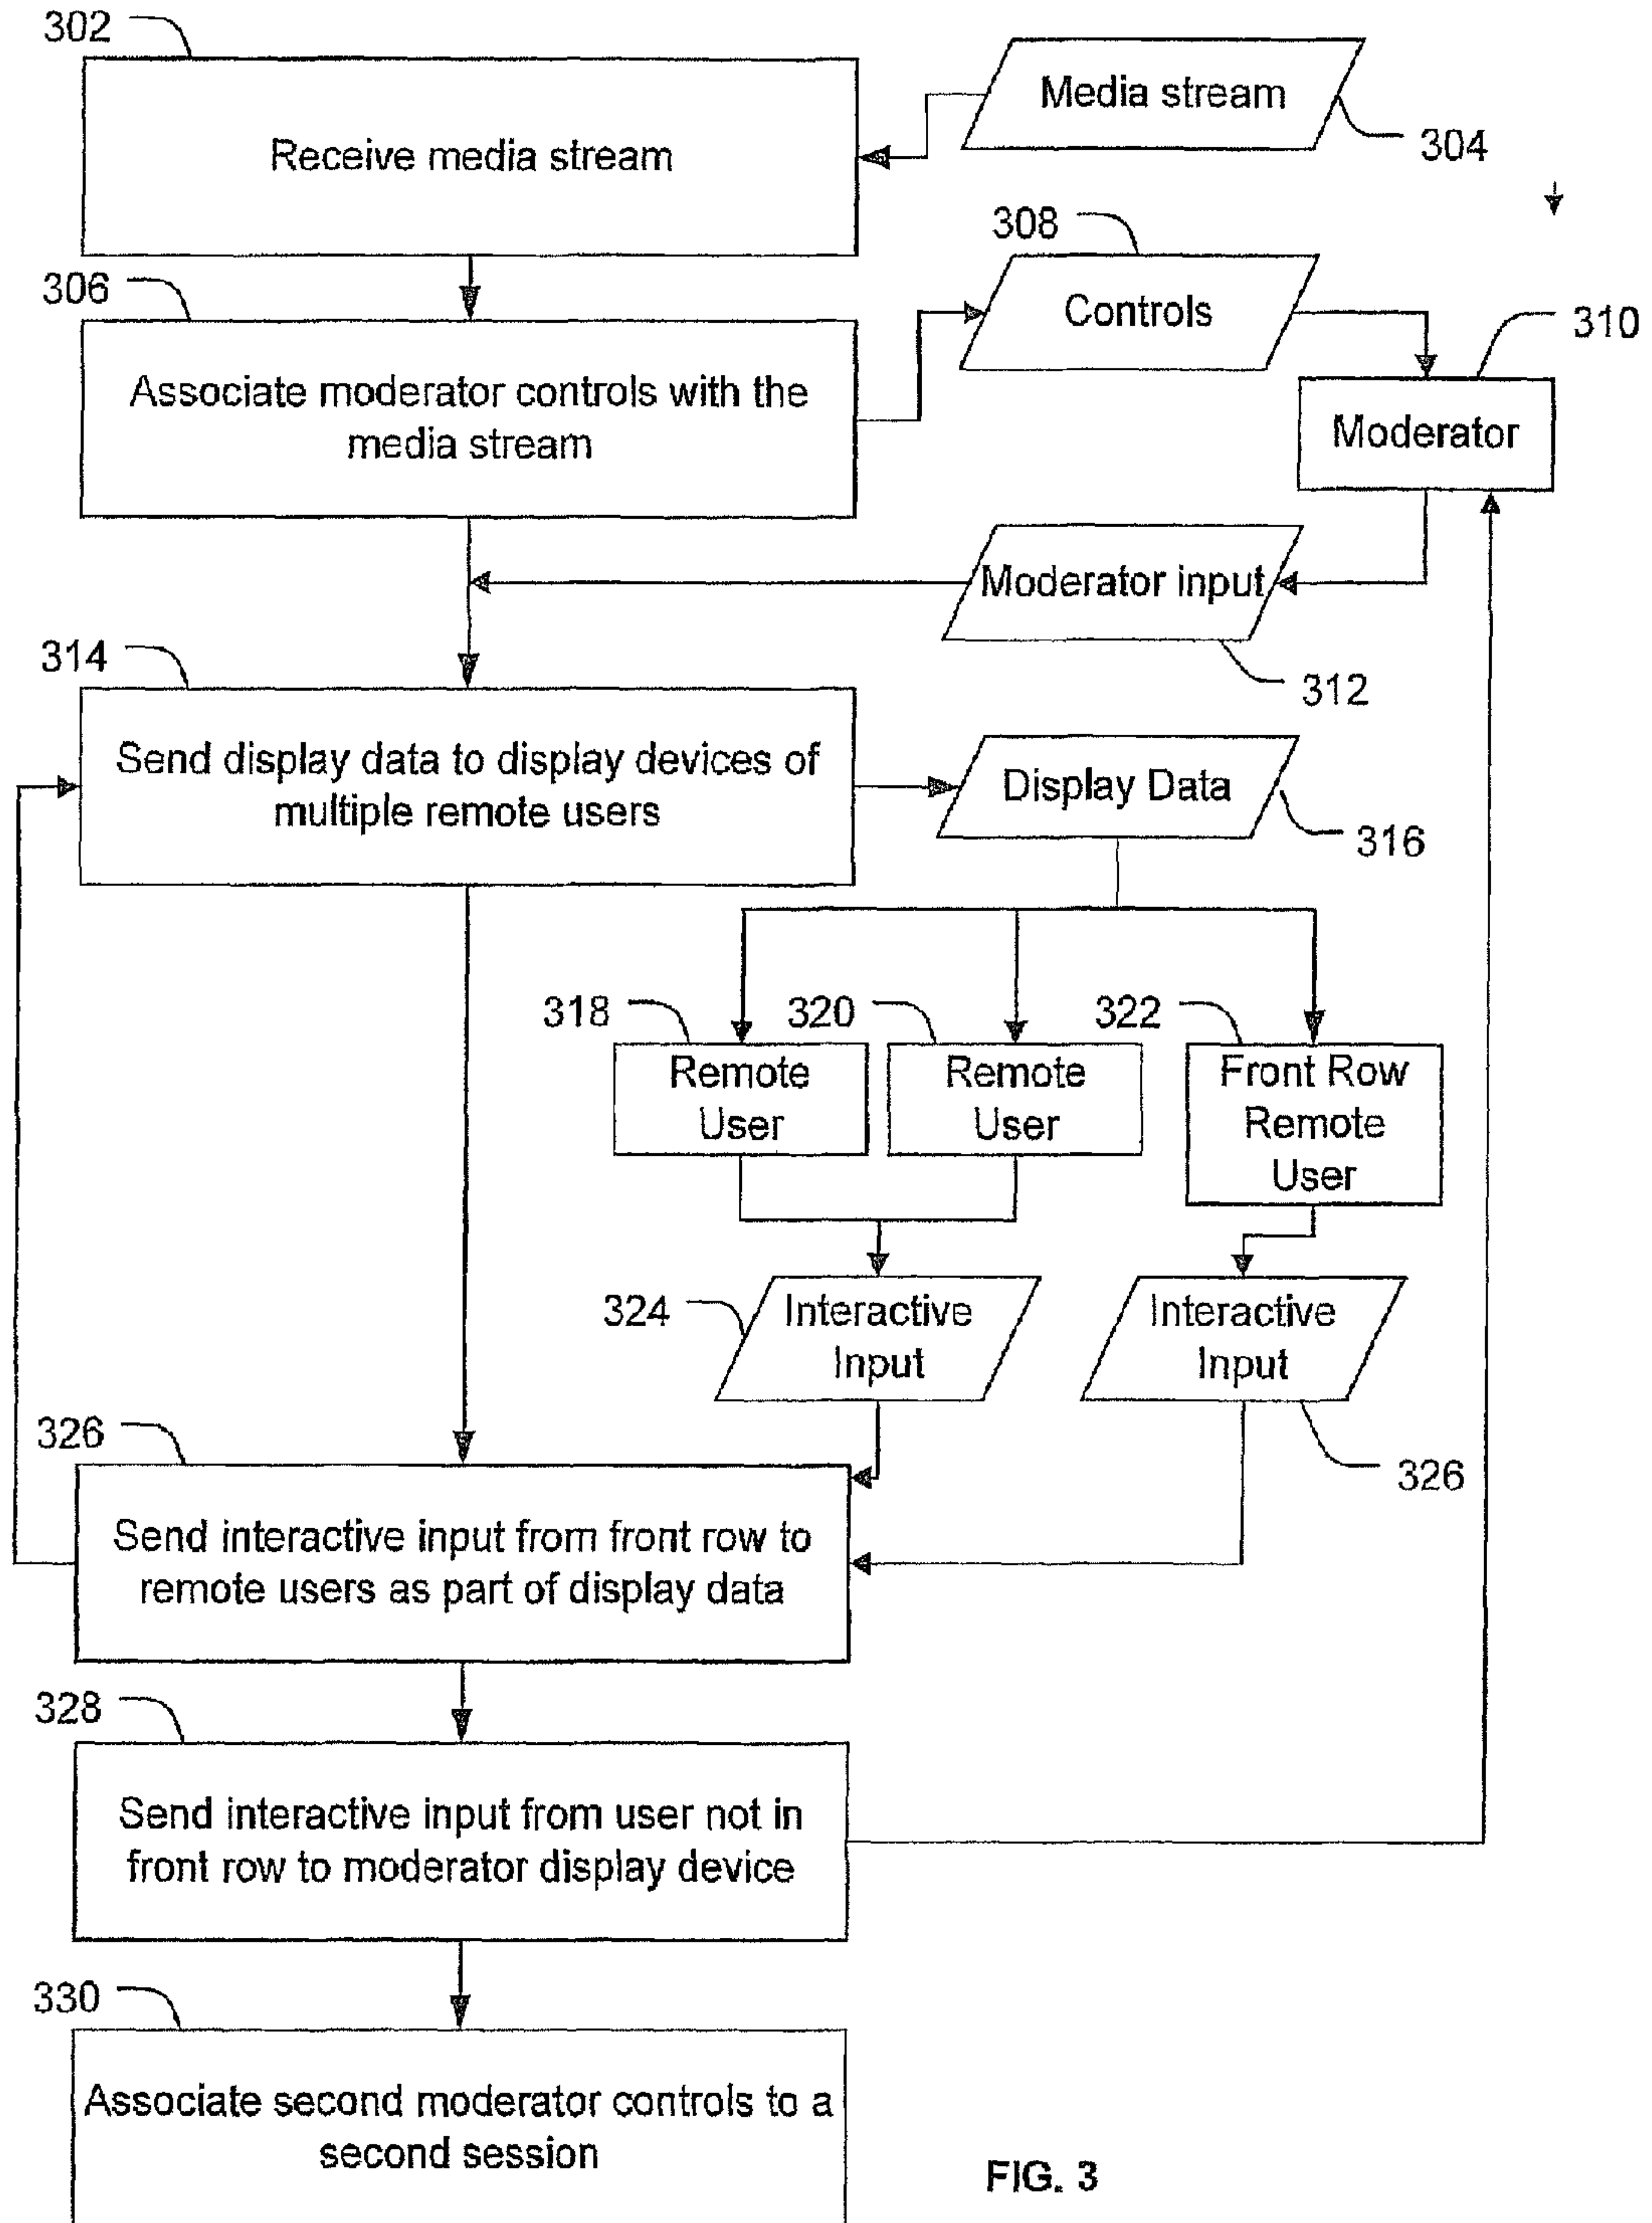 302
Media stream
Receive media stream
304
308
306
Controls
310
Associate moderator controls with the
media stream
Moderator
Moderator input
314
312
Send display data to display devices of
multiple remote users
Display Data
316
318
320
322
Remote
User
Remote
User
Front Row
Remote
User
324
Interactive
Input
Interactive
Input
326
326
Send interactive input from front row to
remote users as part of display data
328
Send interactive input from user not in
front row to moderator display device
330
Associate second moderator controls to a
second session
FIG. 3